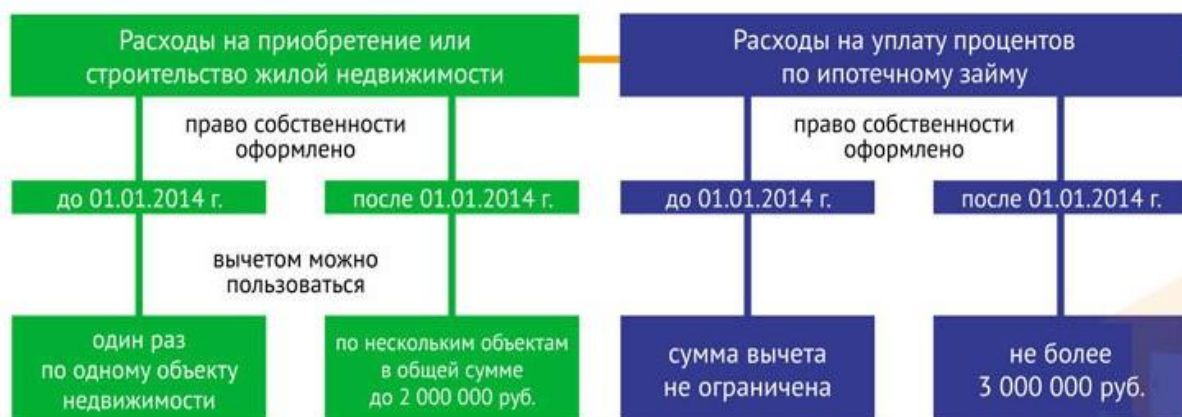 Расходы на приобретение или
строительство жилой недвижимости
право собственности
оформлено
до 01.01.2014 г.
после 01.01.2014 г.
вычетом можно
пользоваться
один раз
по одному объекту
недвижимости
по нескольким объектам
в общей сумме
до 2 000 000 руб.
Расходы на уплату процентов
по ипотечному займу
право собственности
оформлено
до 01.01.2014 г.
после 01.01.2014 г.
сумма вычета
не ограничена
не более
3 000 000 руб.